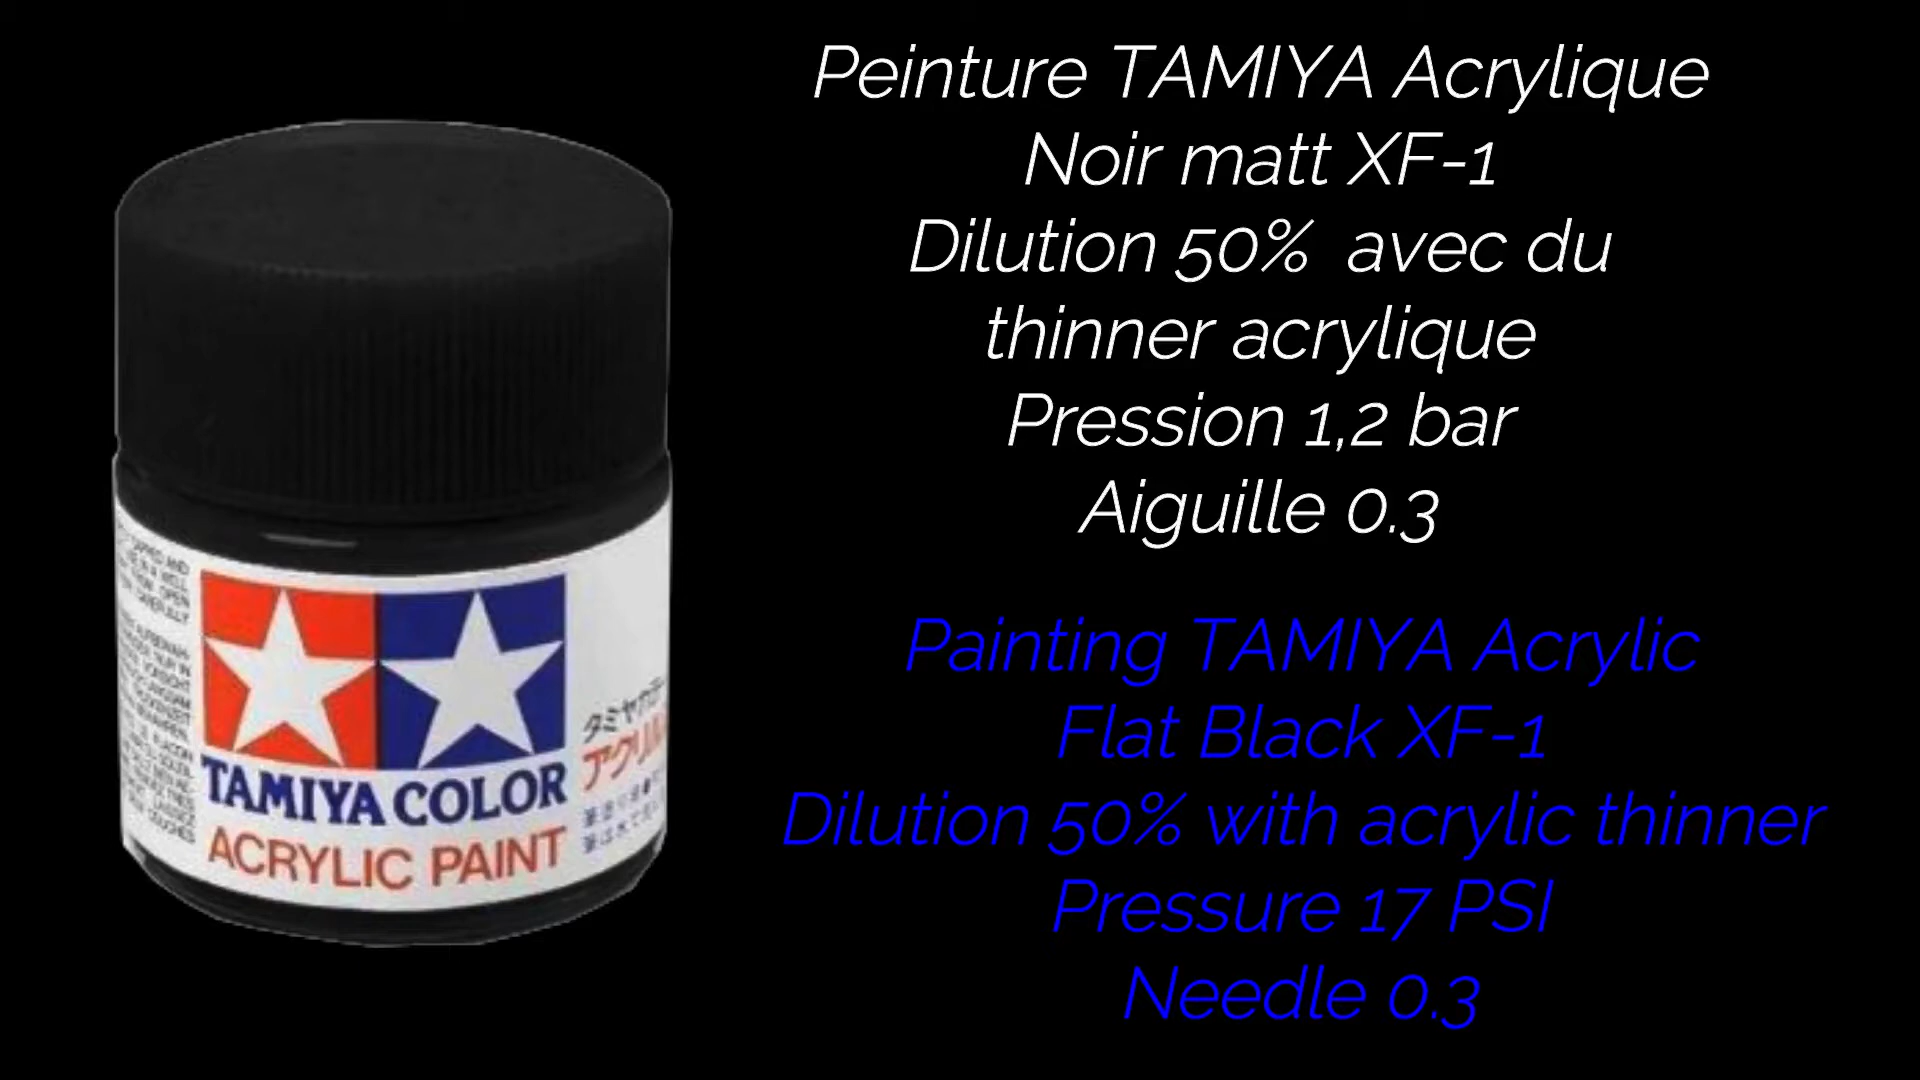 Peinture TAMIYA Acrylique
Noir matt XF-1
Dilution 50% avec du
thinner acrylique
Pression 1,2 bar
Aiguille 0.3
Painting TAMIYA Acrylic
Flat Black XF-1
Dilution 50% with acrylic thinner
Pressure 17 PSI
Needle 0.3
TAMIYA COLOR
ACRYLIC PAINT
タミヤカラー
アクリル